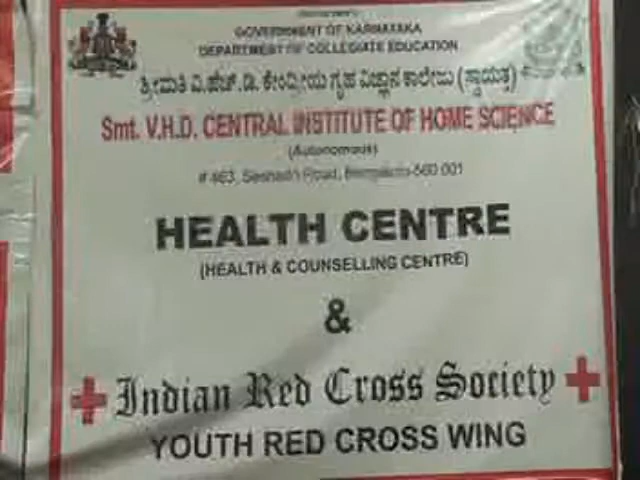 GOVERNMENT OF KARNATAKA
DEPARTMENT OF COLLEGIATE EDUCATION
ಶ್ರೀಮತಿ ವಿ.ಹೆಚ್.ಡಿ. ಕೇಂದ್ರೀಯ ಗೃಹ ವಿಜ್ಞಾನ ಕಾಲೇಜು (ಸ್ವಾಯತ್ತ)
Smt. V.H.D. CENTRAL INSTITUTE OF HOME SCIENCE
(Autonomous)
# 463, Seshadri Road, Bengaluru-560 001
HEALTH CENTRE
(HEALTH & COUNSELLING CENTRE)
&
Indian Red Cross Society
YOUTH RED CROSS WING